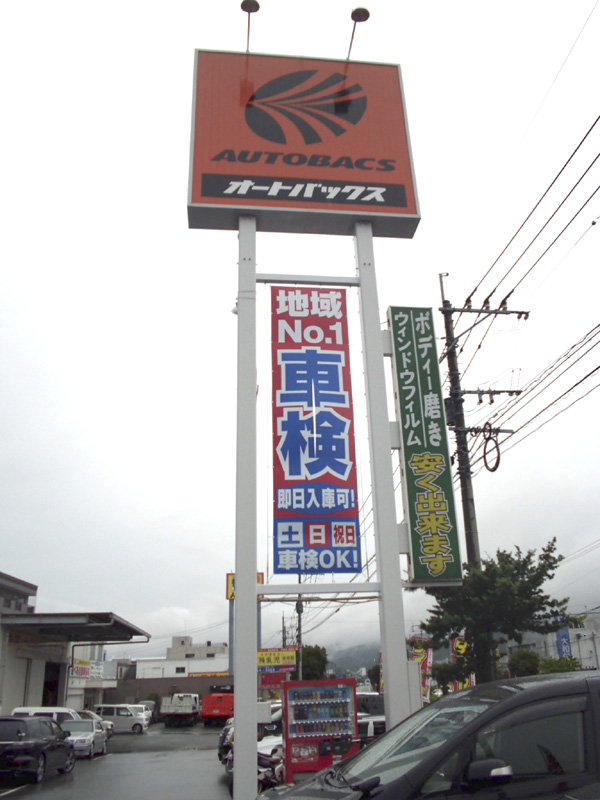 AUTOBACS
オートバックス
地域
No.1
車検
即日入庫可!
土日祝日
車検OK!
ボディー磨き
ウィンドウフィルム
安く出来ます